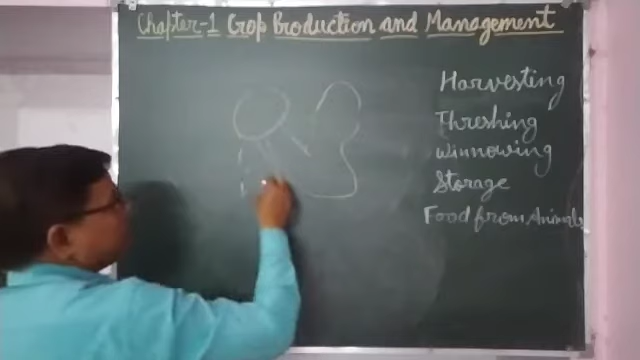 Chapter-1 Crop Production and Management
Harvesting
Threshing
Winnowing
Storage
Food from Animals